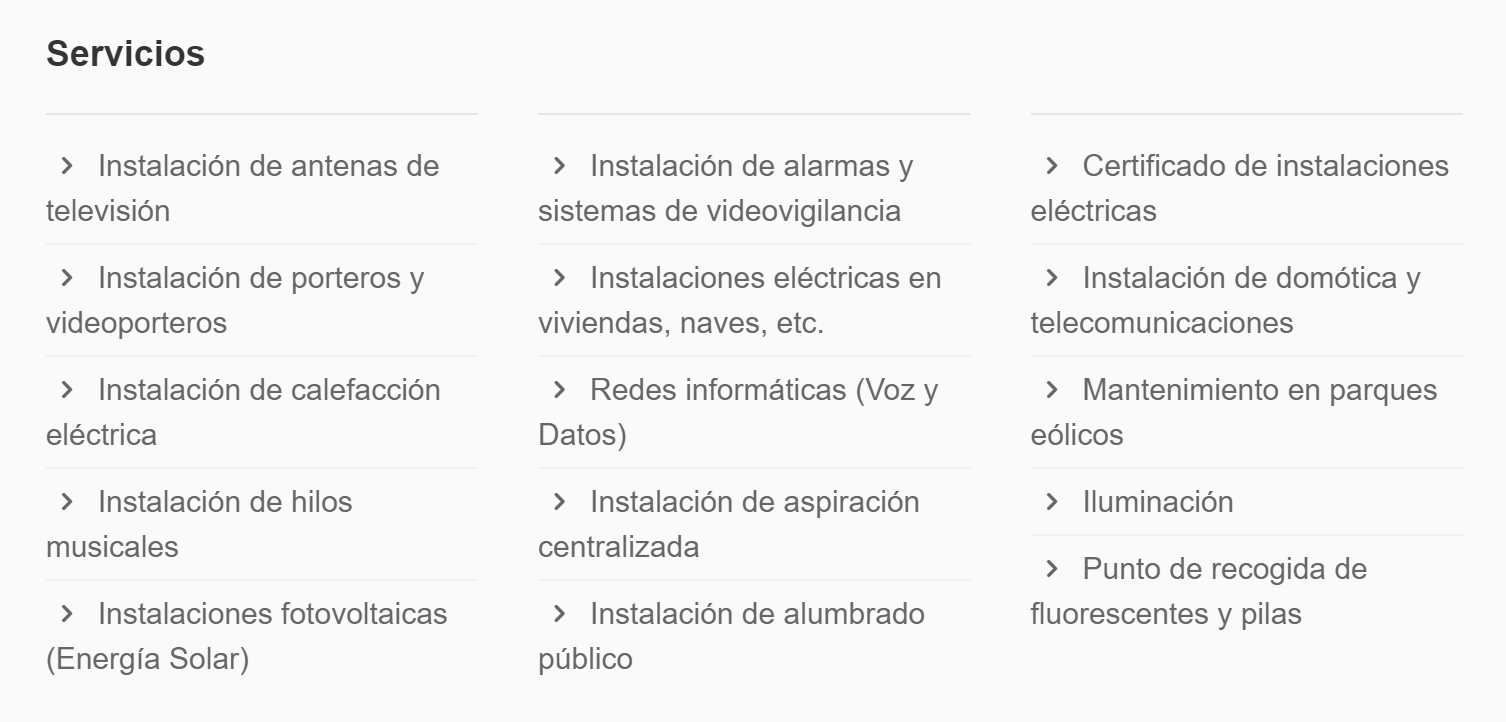 Servicios
Instalación de antenas de
televisión
Instalación de porteros y
videoporteros
Instalación de calefacción
eléctrica
Instalación de hilos
musicales
Instalaciones fotovoltaicas
(Energía Solar)
Instalación de alarmas y
sistemas de videovigilancia
Instalaciones eléctricas en
viviendas, naves, etc.
Redes informáticas (Voz y
Datos)
Instalación de aspiración
centralizada
Instalación de alumbrado
público
Certificado de instalaciones
eléctricas
Instalación de domótica y
telecomunicaciones
Mantenimiento en parques
eólicos
Iluminación
Punto de recogida de
fluorescentes y pilas